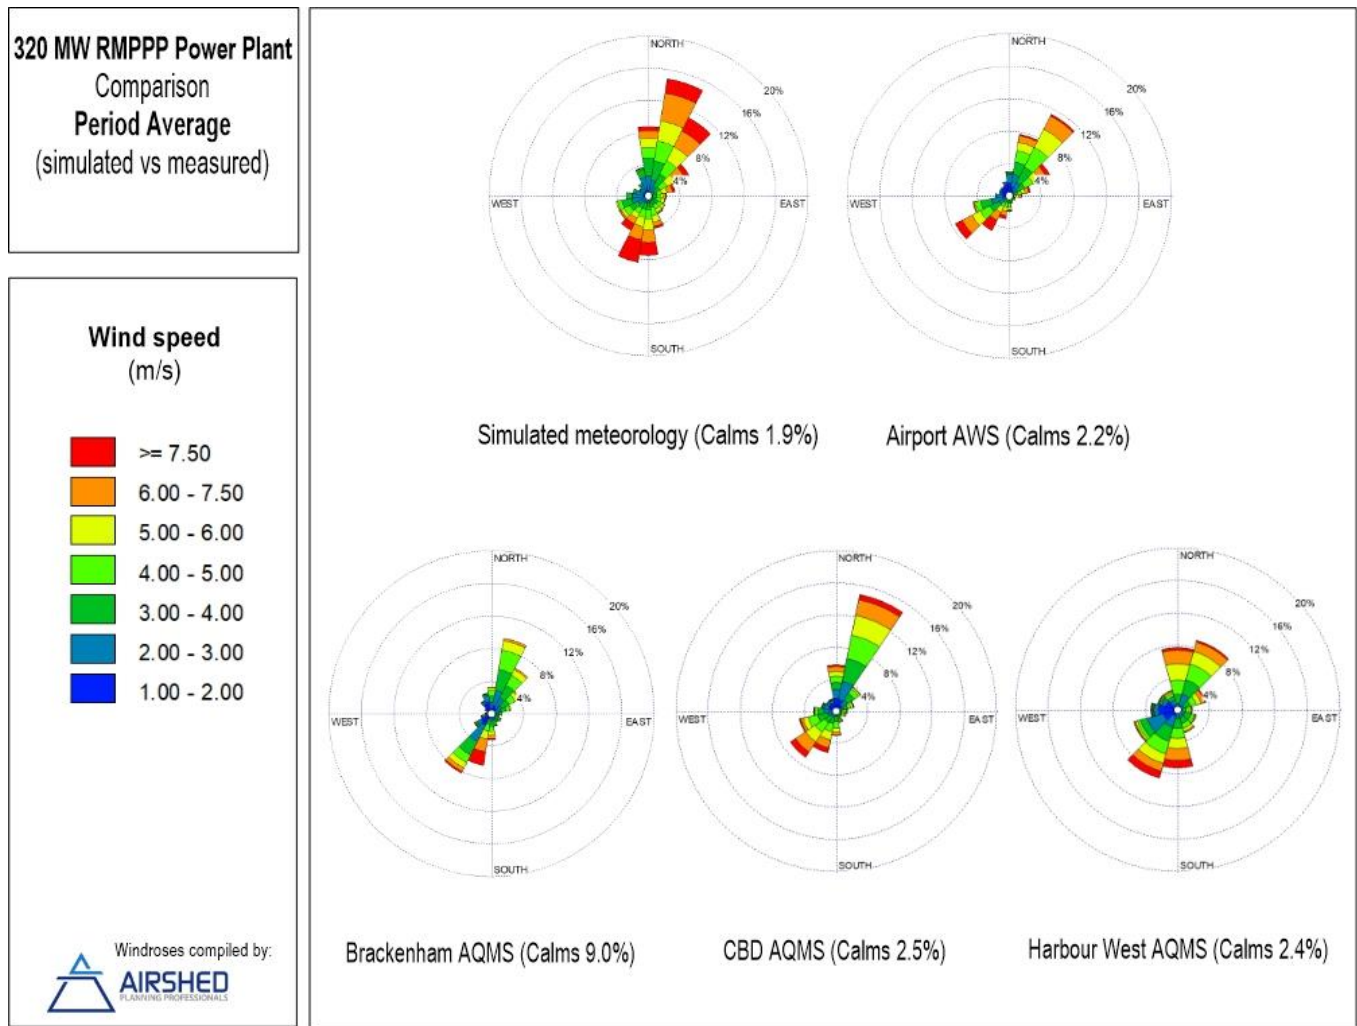 320 MW RMPPP Power Plant
Comparison
Period Average
(simulated vs measured)
Wind speed
(m/s)
>= 7.50
6.00 - 7.50
5.00 - 6.00
4.00 - 5.00
3.00 - 4.00
2.00 - 3.00
1.00 - 2.00
Windroses compiled by:
AIRSHED
PLANNING PROFESSIONALS
NORTH
20%
16%
12%
8%
4%
WEST
EAST
SOUTH
Simulated meteorology (Calms 1.9%)
NORTH
20%
16%
12%
8%
4%
WEST
EAST
SOUTH
Airport AWS (Calms 2.2%)
NORTH
20%
16%
12%
8%
4%
WEST
EAST
SOUTH
Brackenham AQMS (Calms 9.0%)
NORTH
20%
16%
12%
8%
4%
WEST
EAST
SOUTH
CBD AQMS (Calms 2.5%)
NORTH
20%
16%
12%
8%
4%
WEST
EAST
SOUTH
Harbour West AQMS (Calms 2.4%)